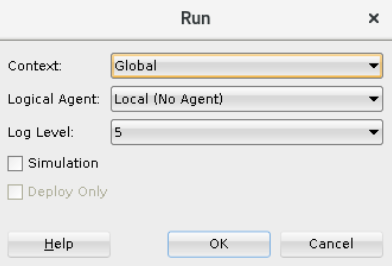 Run
Context: Global
Logical Agent: Local (No Agent)
Log Level: 5
Simulation
Deploy Only
Help OK Cancel